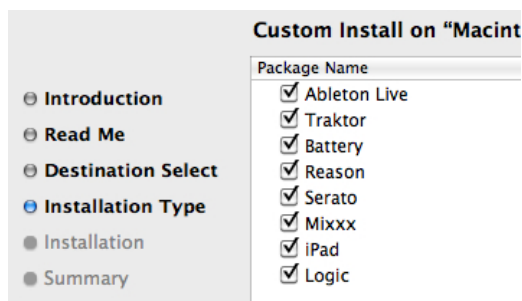 Custom Install on “Macint
Package Name
Introduction
Read Me
Destination Select
Installation Type
Installation
Summary
Ableton Live
Traktor
Battery
Reason
Serato
Mixxx
iPad
Logic